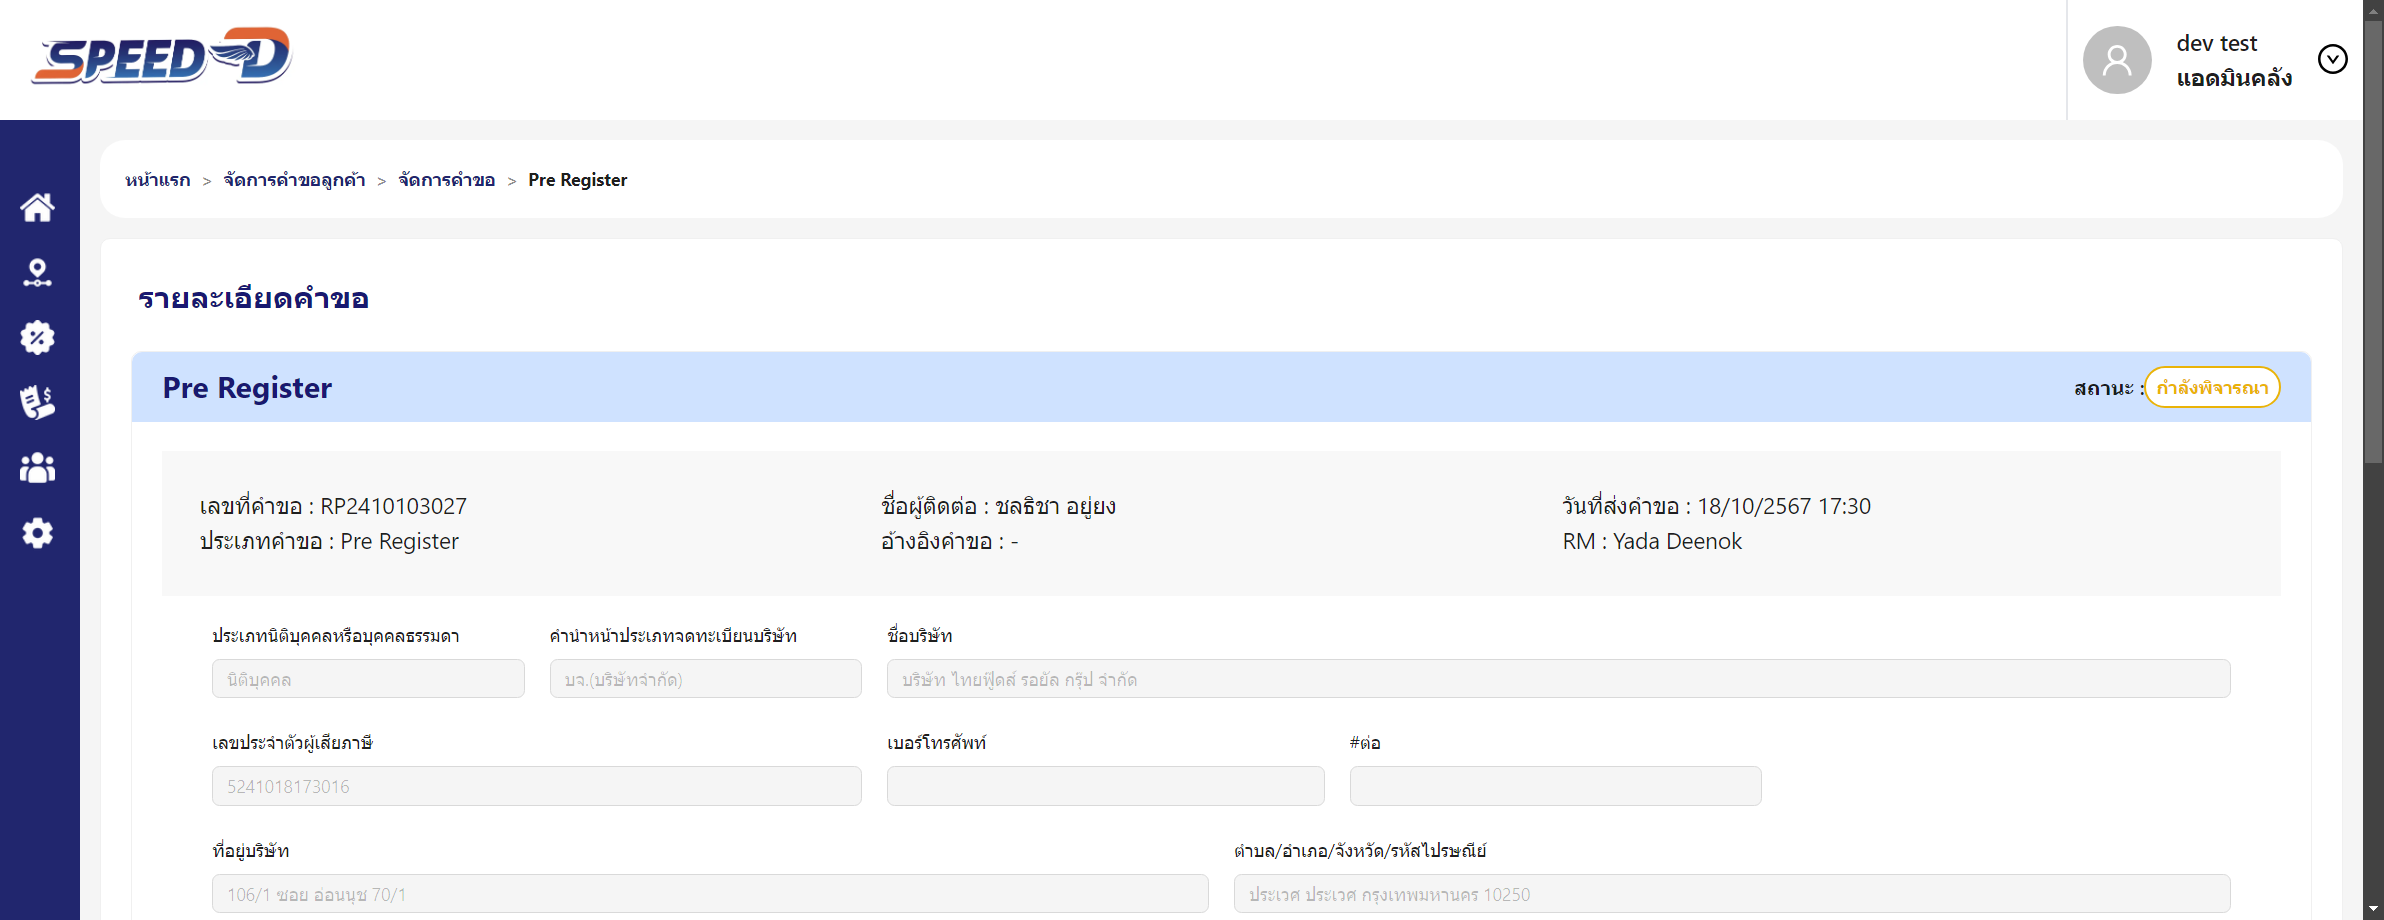 SPEED-D
dev test
แอดมินคลัง
หน้าแรก > จัดการคำขอลูกค้า > จัดการคำขอ > Pre Register
รายละเอียดคำขอ
Pre Register
สถานะ : กำลังพิจารณา
เลขที่คำขอ : RP2410103027
ชื่อผู้ติดต่อ : ชลธิชา อยู่ยง
วันที่ส่งคำขอ : 18/10/2567 17:30
ประเภทคำขอ : Pre Register
อ้างอิงคำขอ : -
RM : Yada Deenok
ประเภทนิติบุคคลหรือบุคคลธรรมดา
คำนำหน้าประเภทจดทะเบียนบริษัท
ชื่อบริษัท
นิติบุคคล
บจ.(บริษัทจำกัด)
บริษัท ไทยฟู้ดส์ รอยัล กรุ๊ป จำกัด
เลขประจำตัวผู้เสียภาษี
เบอร์โทรศัพท์
#ต่อ
5241018173016
ที่อยู่บริษัท
ตำบล/อำเภอ/จังหวัด/รหัสไปรษณีย์
106/1 ซอย อ่อนนุช 70/1
ประเวศ ประเวศ กรุงเทพมหานคร 10250